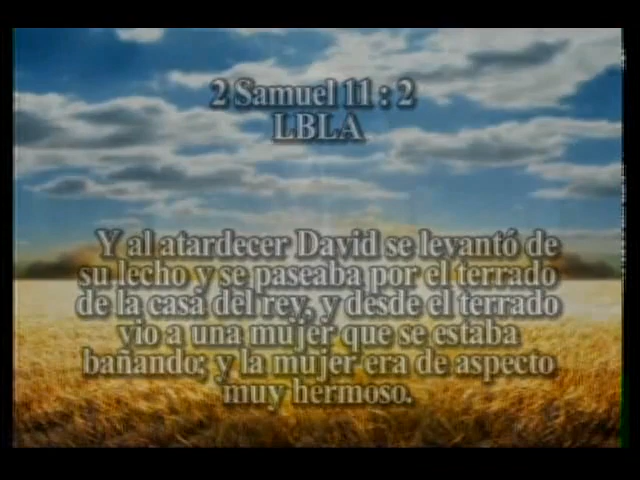 2 Samuel 11 : 2
LBLA
Y al atardecer David se levantó de
su lecho y se paseaba por el terrado
de la casa del rey, y desde el terrado
vio a una mujer que se estaba
bañando; y la mujer era de aspecto
muy hermoso.